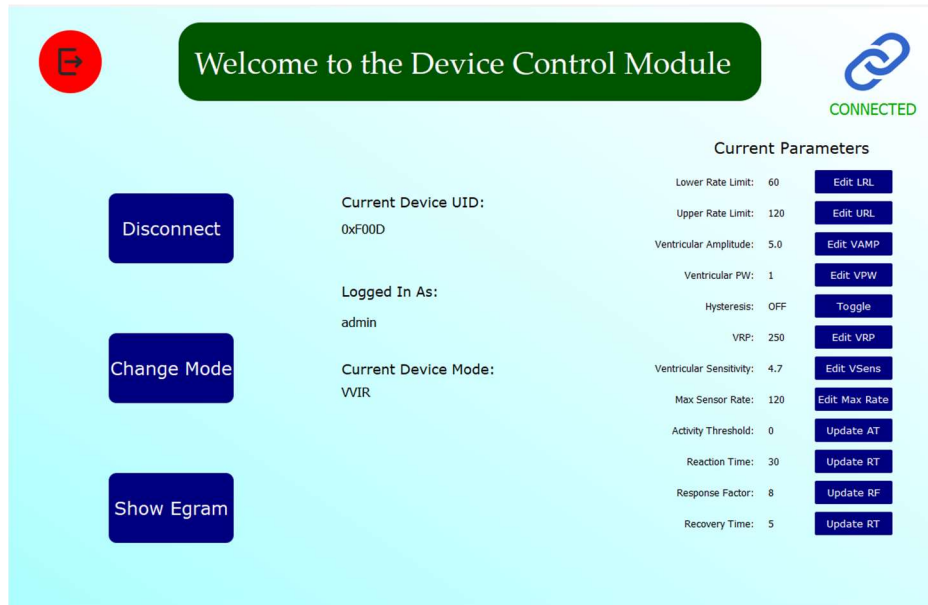 Welcome to the Device Control Module
CONNECTED
Disconnect
Change Mode
Show Egram
Current Device UID:
0xF00D
Logged In As:
admin
Current Device Mode:
VVIR
Current Parameters
Lower Rate Limit: 60 Edit LRL
Upper Rate Limit: 120 Edit URL
Ventricular Amplitude: 5.0 Edit VAMP
Ventricular PW: 1 Edit VPW
Hysteresis: OFF Toggle
VRP: 250 Edit VRP
Ventricular Sensitivity: 4.7 Edit VSens
Max Sensor Rate: 120 Edit Max Rate
Activity Threshold: 0 Update AT
Reaction Time: 30 Update RT
Response Factor: 8 Update RF
Recovery Time: 5 Update RT